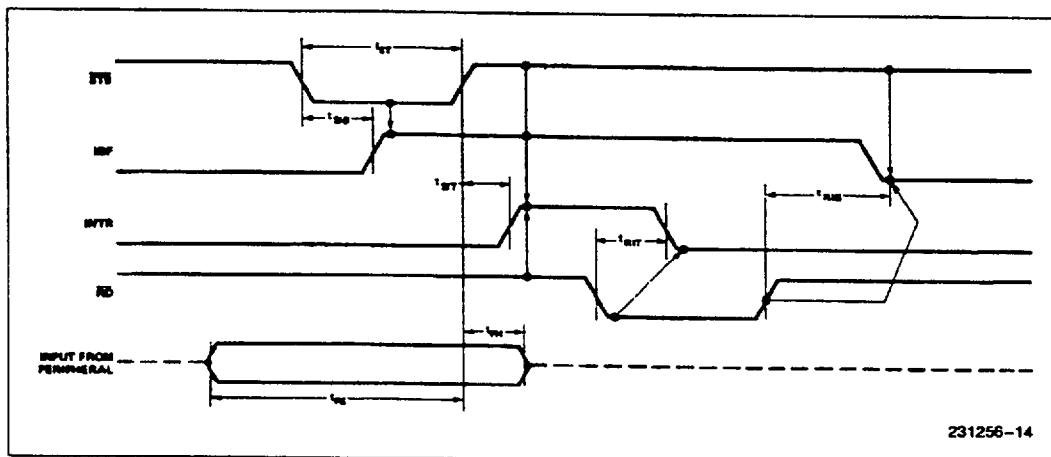 tST
STB
tSIB
IBF
tSIT
tRIB
INTR
tRIT
RD
tPH
INPUT FROM
PERIPHERAL
tPS
231256–14